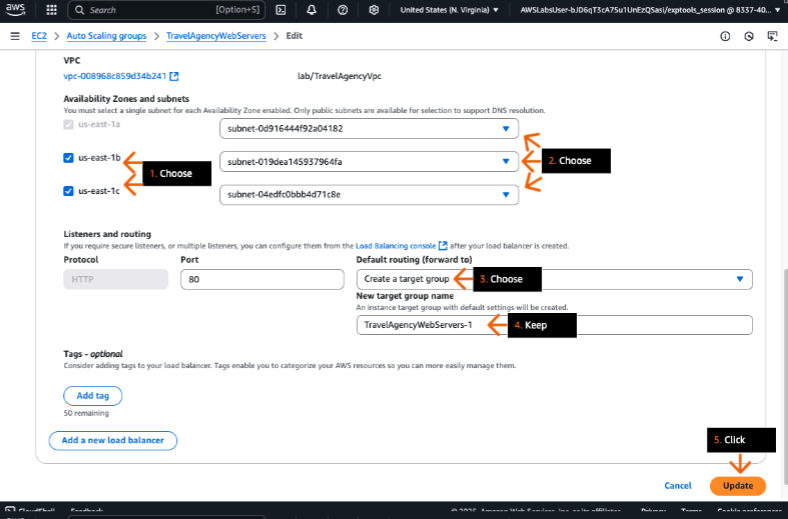 aws
Search [Option+S] United States (N. Virginia) AWSLabsUser-bJD6qT3cA75u1UnEzQSasi/exptools_session @ 8337-40...
EC2 > Auto Scaling groups > TravelAgencyWebServers > Edit
VPC
vpc-008968c859d34b241 lab/TravelAgencyVpc
Availability Zones and subnets
You must select a single subnet for each Availability Zone enabled. Only public subnets are available for selection to support DNS resolution.
us-east-1a subnet-0d916444f92a04182
us-east-1b subnet-019dea145937964fa
us-east-1c subnet-04edfc0bbb4d71c8e
1. Choose
2. Choose
Listeners and routing
If you require secure listeners, or multiple listeners, you can configure them from the Load Balancing console after your load balancer is created.
Protocol Port Default routing (forward to)
HTTP 80 Create a target group 3. Choose
New target group name
An instance target group with default settings will be created.
TravelAgencyWebServers-1 4. Keep
Tags - optional
Consider adding tags to your load balancer. Tags enable you to categorize your AWS resources so you can more easily manage them.
Add tag
50 remaining
Add a new load balancer
5. Click
Cancel Update
CloudShell Feedback © 2025, Amazon Web Services, Inc. or its affiliates. Privacy Terms Cookie preferences